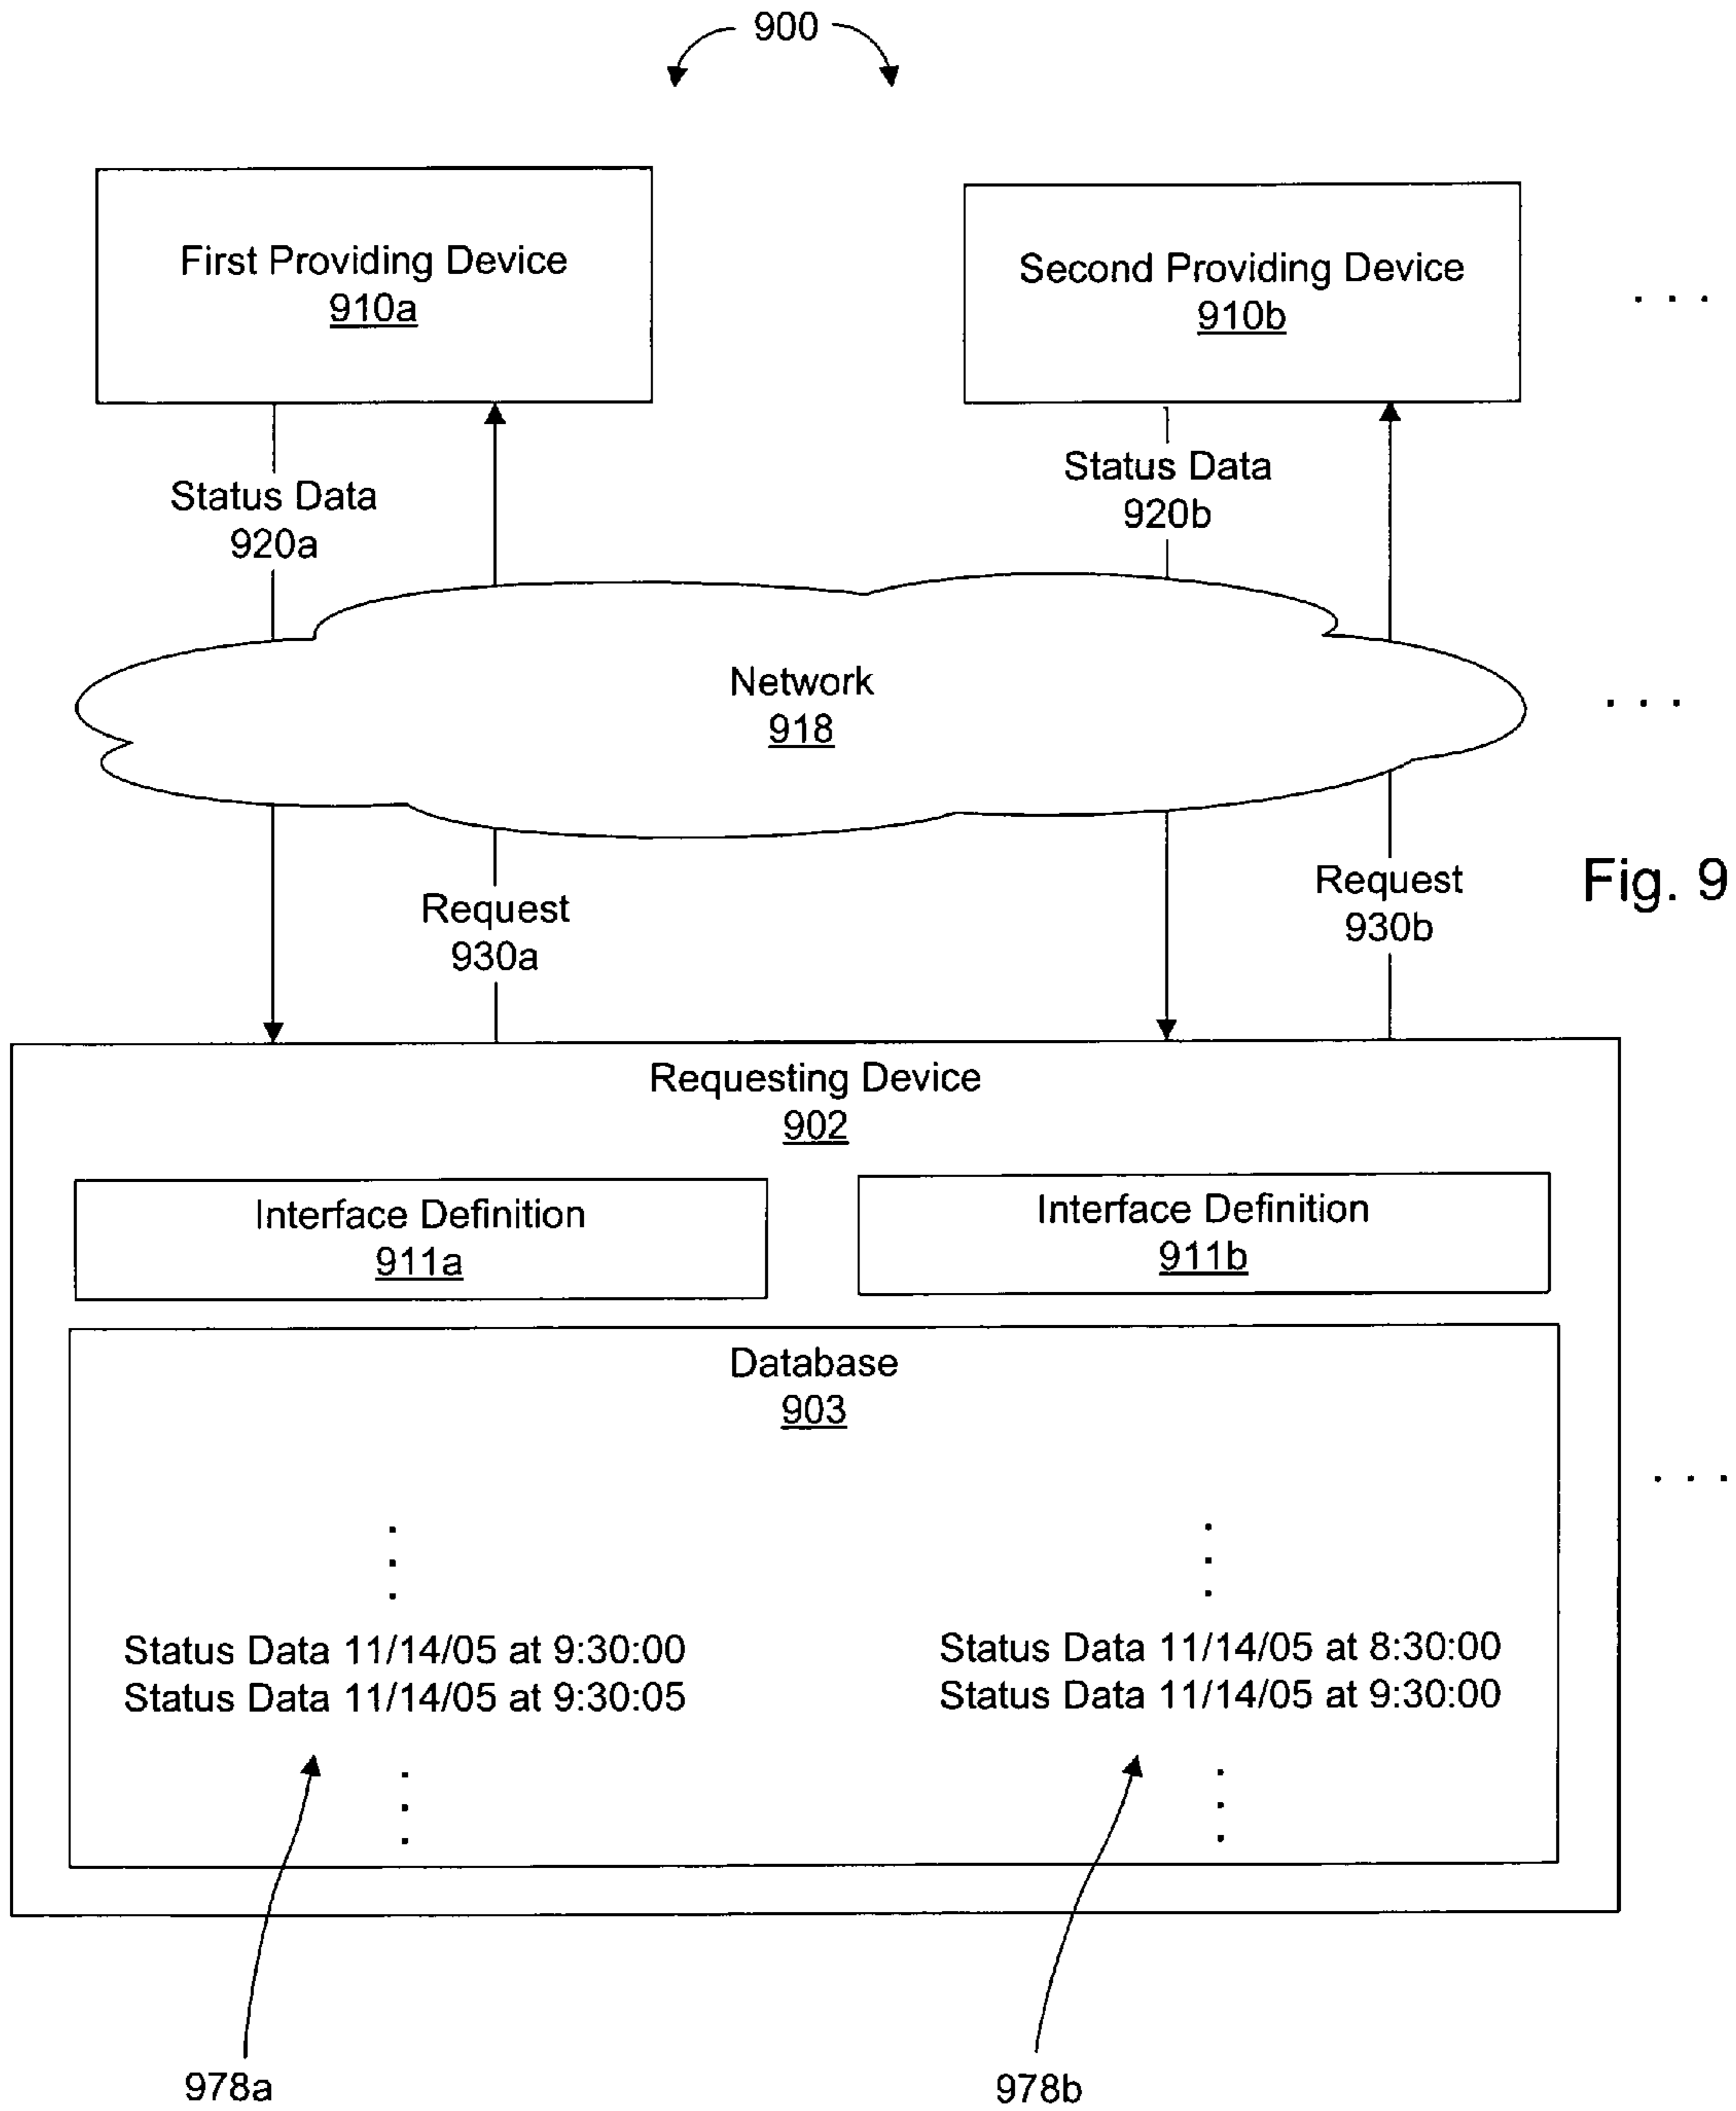 900
First Providing Device
910a
Second Providing Device
910b
. . .
Status Data
920a
Status Data
920b
Network
918
. . .
Request
930a
Request
930b
Fig. 9
Requesting Device
902
Interface Definition
911a
Interface Definition
911b
Database
903
. . .
Status Data 11/14/05 at 9:30:00
Status Data 11/14/05 at 9:30:05
Status Data 11/14/05 at 8:30:00
Status Data 11/14/05 at 9:30:00
978a
978b